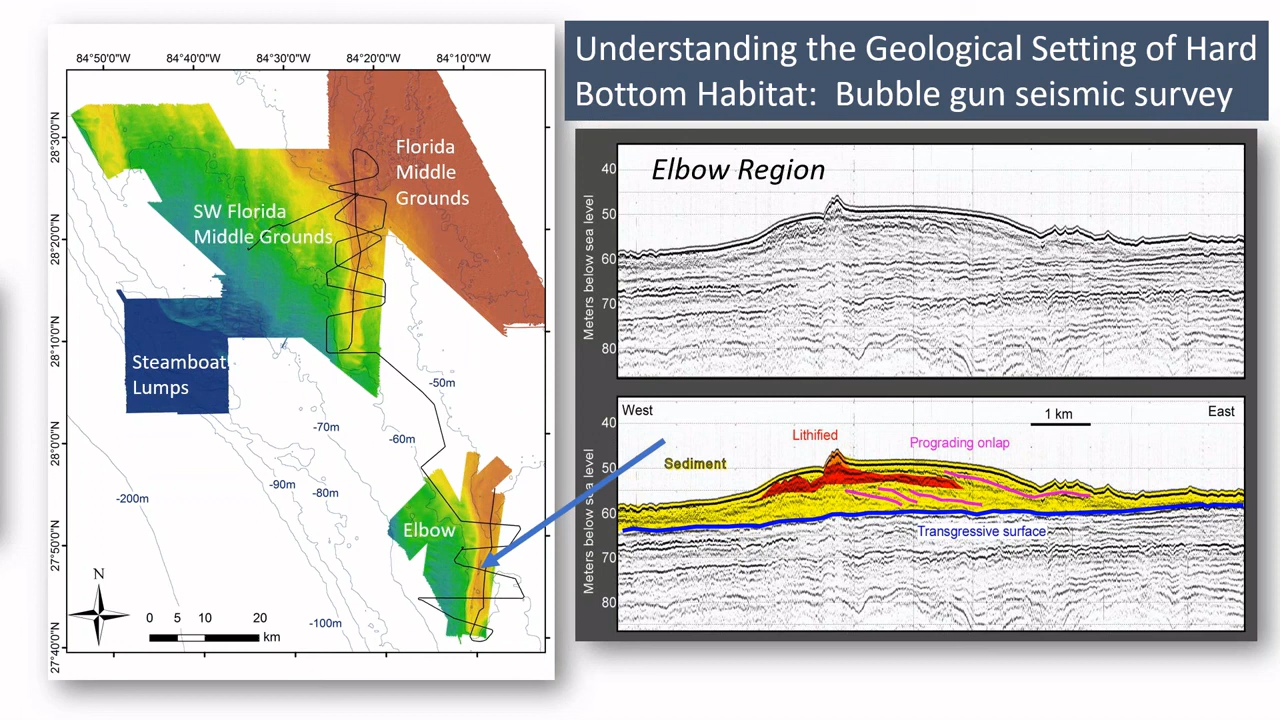 Understanding the Geological Setting of Hard
Bottom Habitat: Bubble gun seismic survey
84°50'0"W 84°40'0"W 84°30'0"W 84°20'0"W 84°10'0"W
28°30'0"N
28°20'0"N
28°10'0"N
28°0'0"N
27°50'0"N
27°40'0"N
Florida
Middle
Grounds
SW Florida
Middle Grounds
Steamboat
Lumps
Elbow
-50m
-60m
-70m
-80m
-90m
-100m
-200m
N
0 5 10 20
km
Elbow Region
Meters below sea level
40
50
60
70
80
West
East
1 km
Lithified
Prograding onlap
Sediment
Transgressive surface
Meters below sea level
40
50
60
70
80